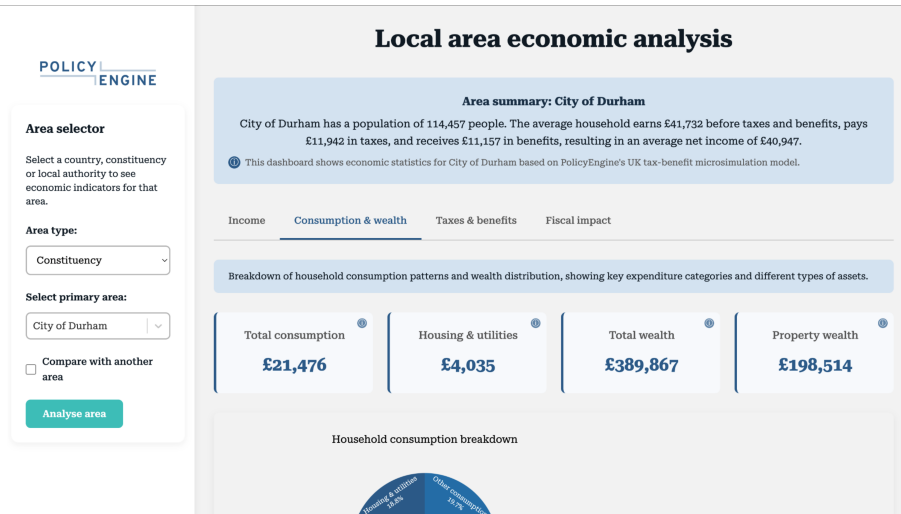 POLICY
ENGINE
Area selector
Select a country, constituency
or local authority to see
economic indicators for that
area.
Area type:
Constituency
Select primary area:
City of Durham
Compare with another
area
Analyse area
Local area economic analysis
Area summary: City of Durham
City of Durham has a population of 114,457 people. The average household earns £41,732 before taxes and benefits, pays
£11,942 in taxes, and receives £11,157 in benefits, resulting in an average net income of £40,947.
This dashboard shows economic statistics for City of Durham based on PolicyEngine's UK tax-benefit microsimulation model.
Income Consumption & wealth Taxes & benefits Fiscal impact
Breakdown of household consumption patterns and wealth distribution, showing key expenditure categories and different types of assets.
Total consumption
£21,476
Housing & utilities
£4,035
Total wealth
£389,867
Property wealth
£198,514
Household consumption breakdown
Housing & utilities
18.8%
Other consumption
19.7%